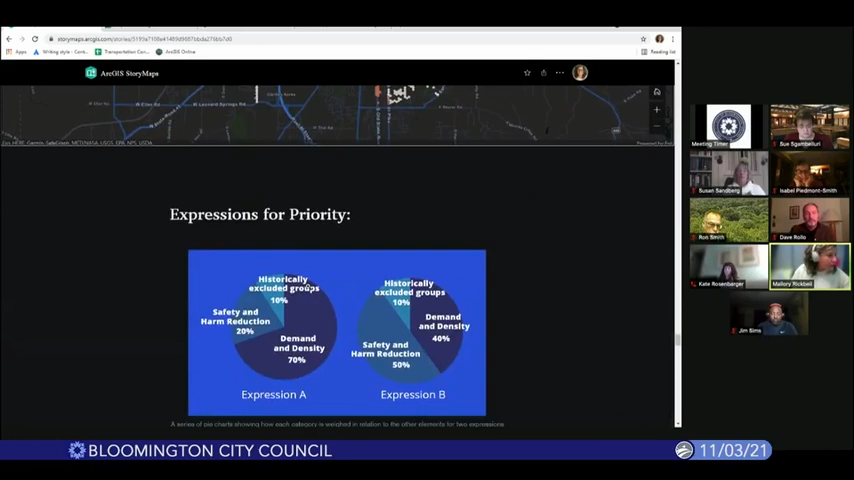 storymaps.arcgis.com/stories/
Apps
Writing style - Cent...
Transportation Can...
ArcGIS Online
Reading list
ArcGIS StoryMaps
Expressions for Priority:
Historically
excluded groups
10%
Safety and
Harm Reduction
20%
Demand
and Density
70%
Expression A
Historically
excluded groups
10%
Demand
and Density
40%
Safety and
Harm Reduction
50%
Expression B
A series of pie charts showing how each category is weighed in relation to the other elements for two expressions
Meeting Timer
Sue Sgambelluri
Susan Sandberg
Isabel Piedmont-Smith
Ron Smith
Dave Rollo
Kate Rosenbarger
Mallory Rickbeil
Jim Sims
BLOOMINGTON CITY COUNCIL
11/03/21